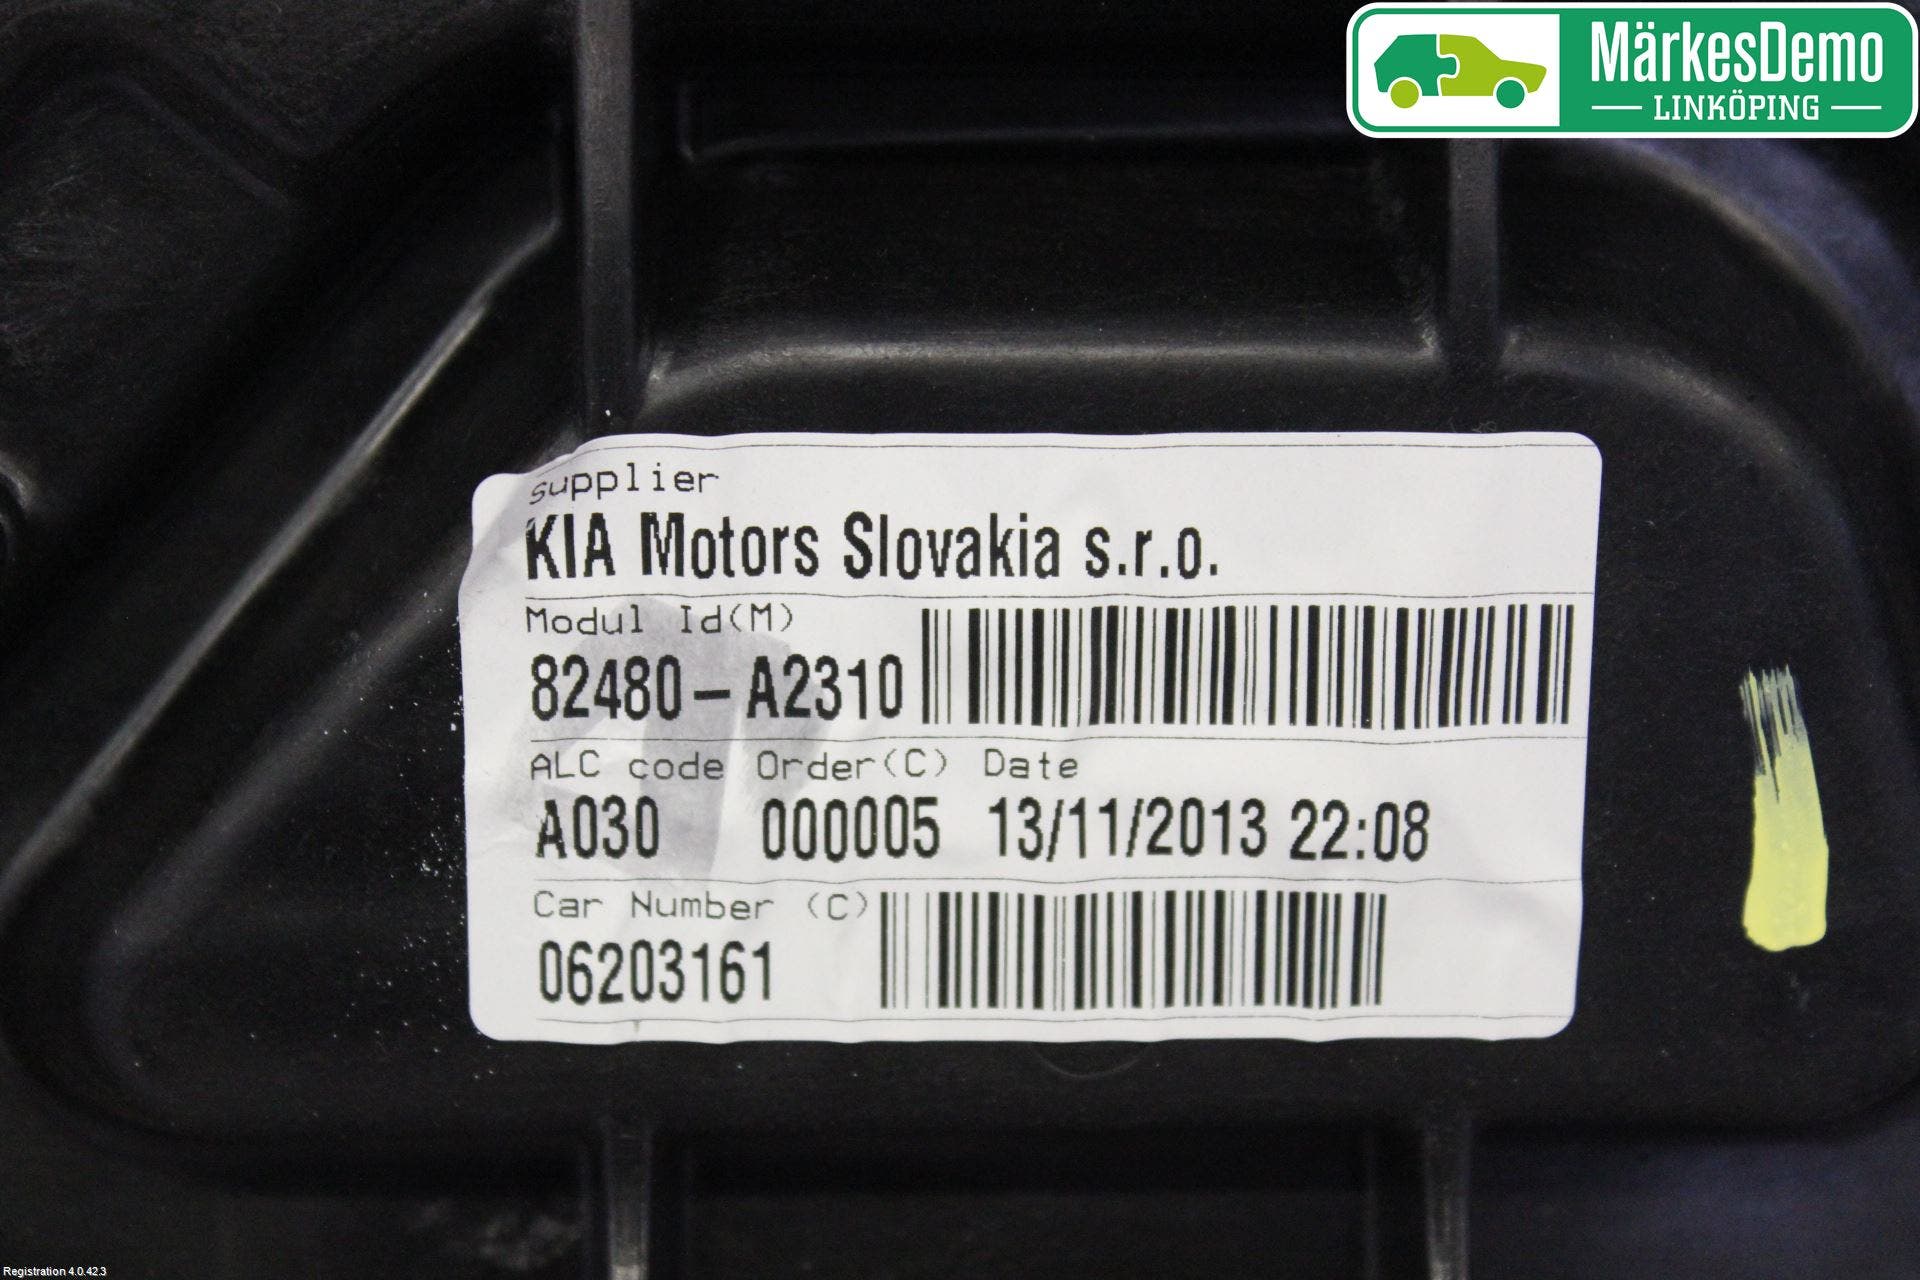 MärkesDemo
LINKÖPING
supplier
KIA Motors Slovakia s.r.o.
Modul Id(M)
82480-A2310
ALC code Order(C) Date
A030 000005 13/11/2013 22:08
Car Number (C)
06203161
Registration 4.0.42.3